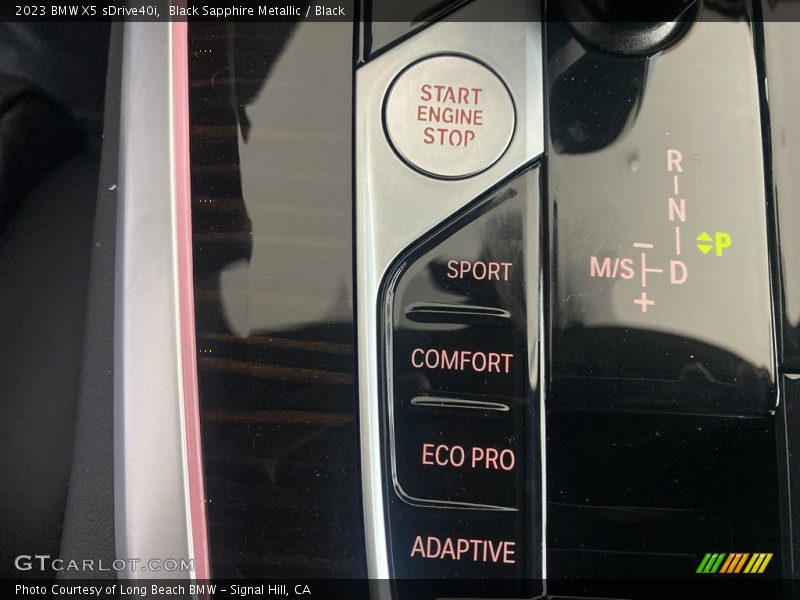 2023 BMW X5 sDrive40i, Black Sapphire Metallic / Black
START
ENGINE
STOP
R
N
P
M/S D
+
SPORT
COMFORT
ECO PRO
ADAPTIVE
GTCARLOT.COM
Photo Courtesy of Long Beach BMW - Signal Hill, CA